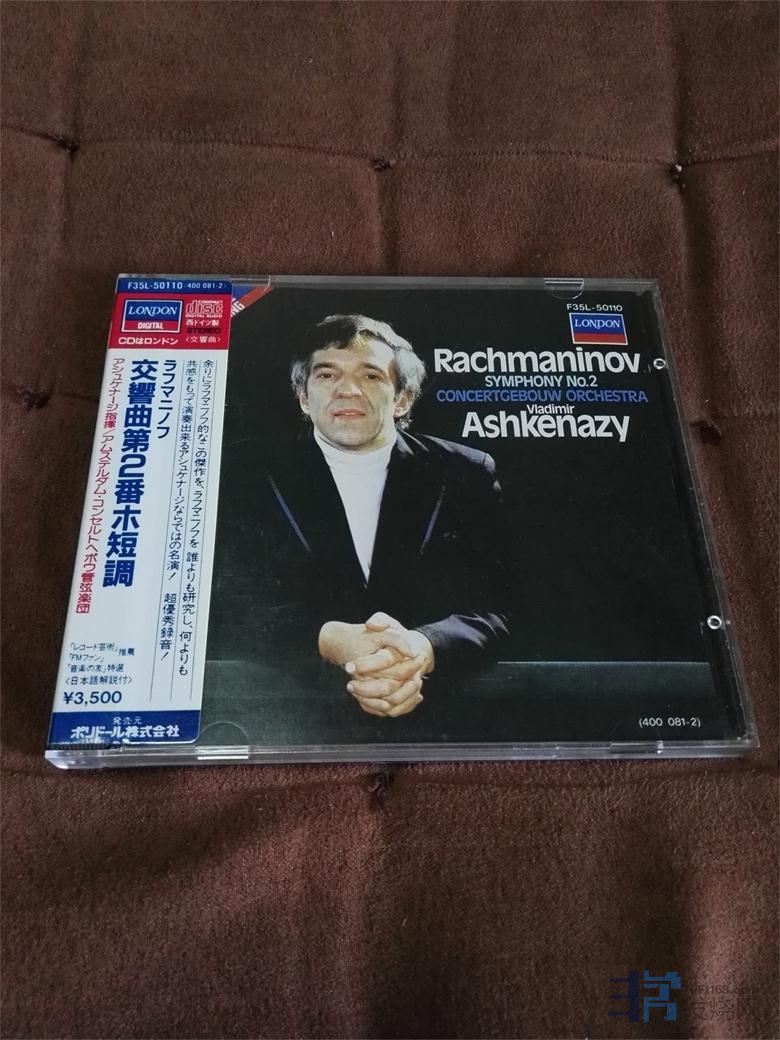 F35L-50110 (400 081-2)
LONDON
DIGITAL
COMPACT
disc
DIGITAL AUDIO
西ドイツ製
STEREO
CDはロンドン
〈交響曲〉
ラフマニノフ
交響曲第2番ホ短調
アシュケナージ指揮/アムステルダム・コンセルトヘボウ管弦楽団
余りにラフマニノフ的なこの傑作を、ラフマニノフを誰よりも研究し、何よりも
共感をもって演奏出来るアシュケナージならではの名演! 超優秀録音!
「レコード芸術」
「FMファン」
推薦
「音楽の友」特選
〈日本語解説付〉
¥3,500
発売元
ポリドール株式会社
F35L-50110
LONDON
Rachmaninov
SYMPHONY No.2
CONCERTGEBOUW ORCHESTRA
Vladimir
Ashkenazy
(400 081-2)